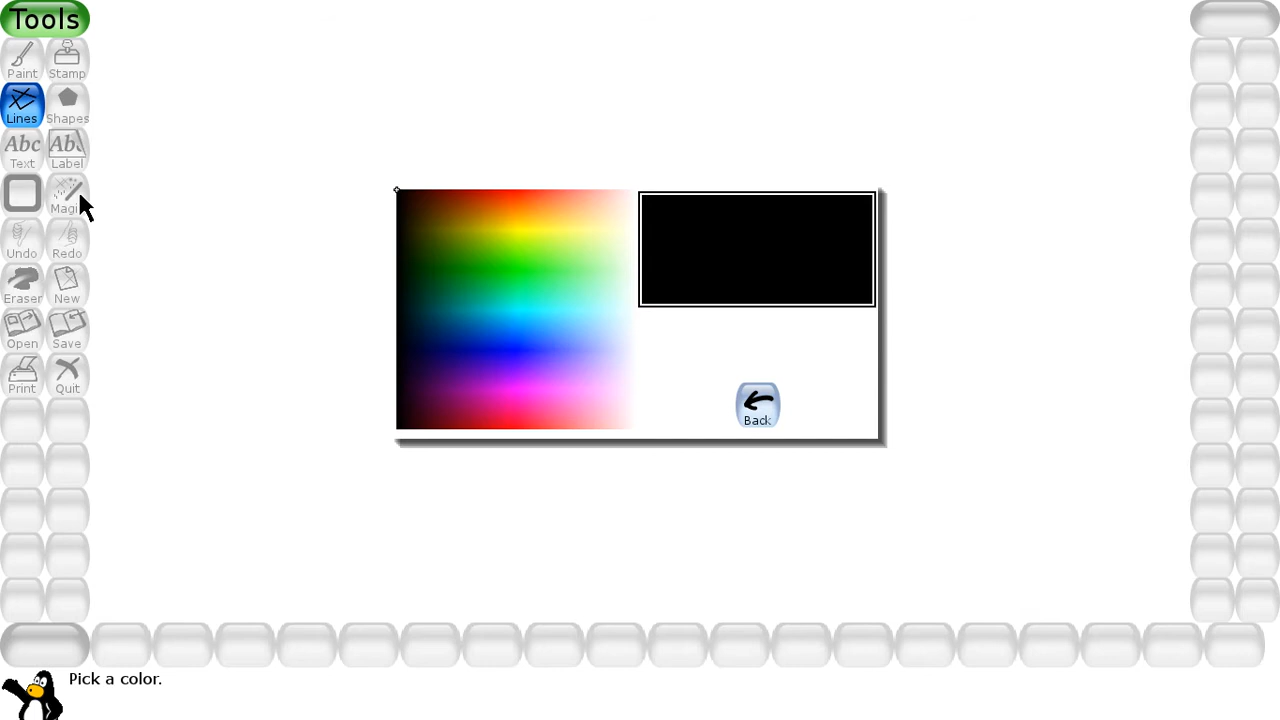 Tools
Paint Stamp
Lines Shapes
Abc Abc
Text Label
Magic
Undo Redo
Eraser New
Open Save
Print Quit
Back
Pick a color.